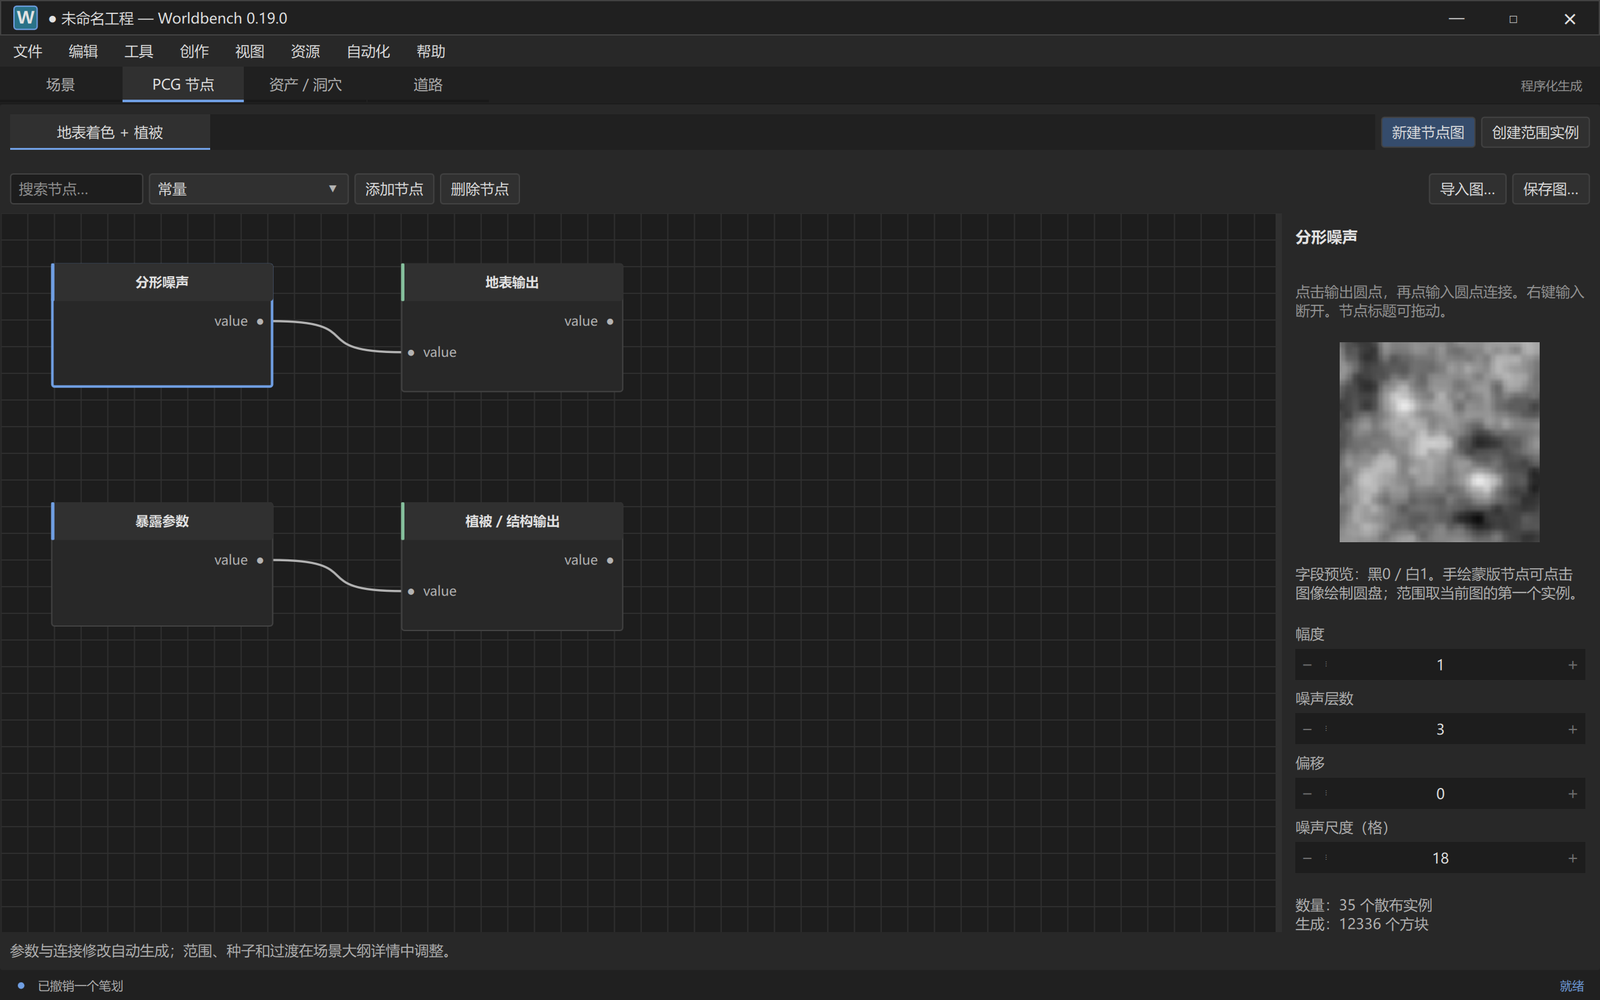 W ● 未命名工程 — Worldbench 0.19.0
文件 编辑 工具 创作 视图 资源 自动化 帮助
场景 PCG 节点 资产 / 洞穴 道路 程序化生成
地表着色 + 植被 新建节点图 创建范围实例
搜索节点... 常量 添加节点 删除节点 导入图... 保存图...
分形噪声
value
地表输出
value
value
暴露参数
value
植被 / 结构输出
value
value
分形噪声
点击输出圆点，再点输入圆点连接。右键输入
断开。节点标题可拖动。
字段预览：黑0 / 白1。手绘蒙版节点可点击
图像绘制圆盘；范围取当前图的第一个实例。
幅度
− 1 +
噪声层数
− 3 +
偏移
− 0 +
噪声尺度（格）
− 18 +
数量：35 个散布实例
生成：12336 个方块
参数与连接修改自动生成；范围、种子和过渡在场景大纲详情中调整。
已撤销一个笔划 就绪